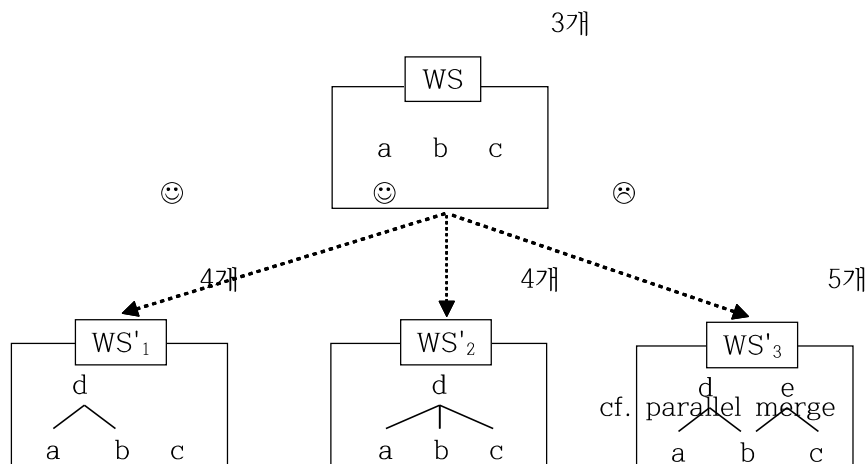 3개
WS
a b c
☺ ☺ ☹
4개 4개 5개
WS'₁ WS'₂ WS'₃
d d d e
cf. parallel merge
a b c a b c a b c